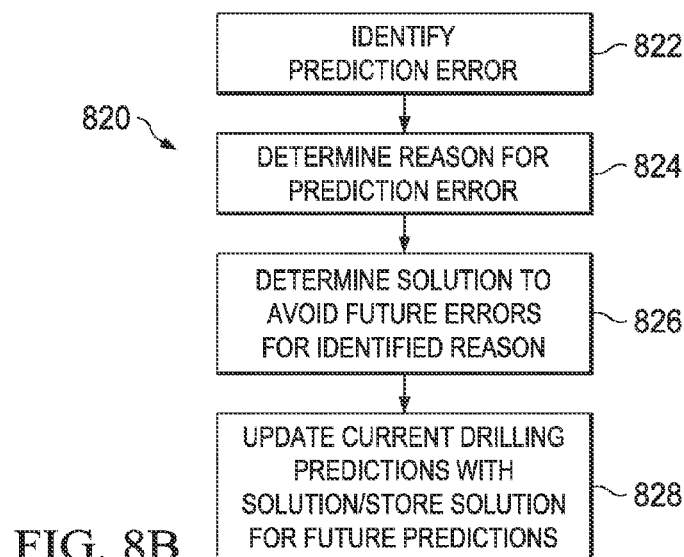 IDENTIFY
PREDICTION ERROR
822
820
DETERMINE REASON FOR
PREDICTION ERROR
824
DETERMINE SOLUTION TO
AVOID FUTURE ERRORS
FOR IDENTIFIED REASON
826
UPDATE CURRENT DRILLING
PREDICTIONS WITH
SOLUTION/STORE SOLUTION
FOR FUTURE PREDICTIONS
828
FIG. 8B